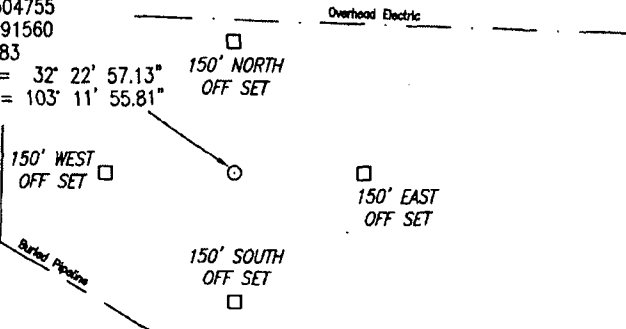 04755
91560
83
= 32° 22' 57.13"
= 103° 11' 55.81"
Overhead Electric
150' NORTH
OFF SET
150' WEST
OFF SET
150' EAST
OFF SET
150' SOUTH
OFF SET
Buried Pipeline